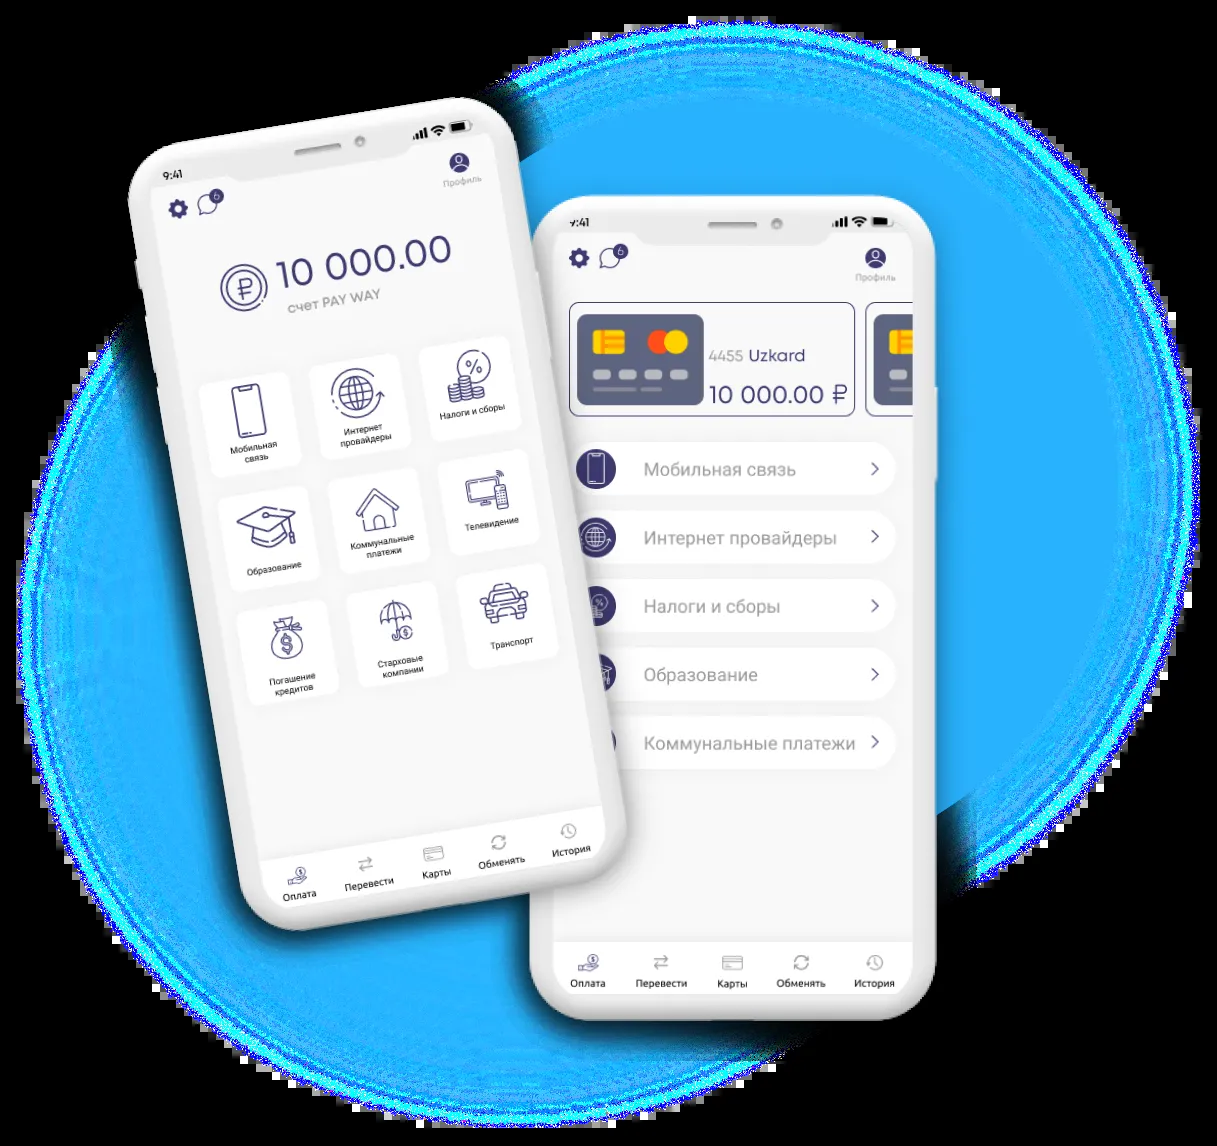 9:41
6
Профиль
10 000.00
счет PAY WAY
Мобильная
связь
Интернет
провайдеры
Налоги и сборы
Образование
Коммунальные
платежи
Телевидение
Погашение
кредитов
Старховые
компании
Транспорт
Оплата
Перевести
Карты
Обменять
История
9:41
6
Профиль
4455 Uzkard
10 000.00 ₽
Мобильная связь
Интернет провайдеры
Налоги и сборы
Образование
Коммунальные платежи
Оплата
Перевести
Карты
Обменять
История